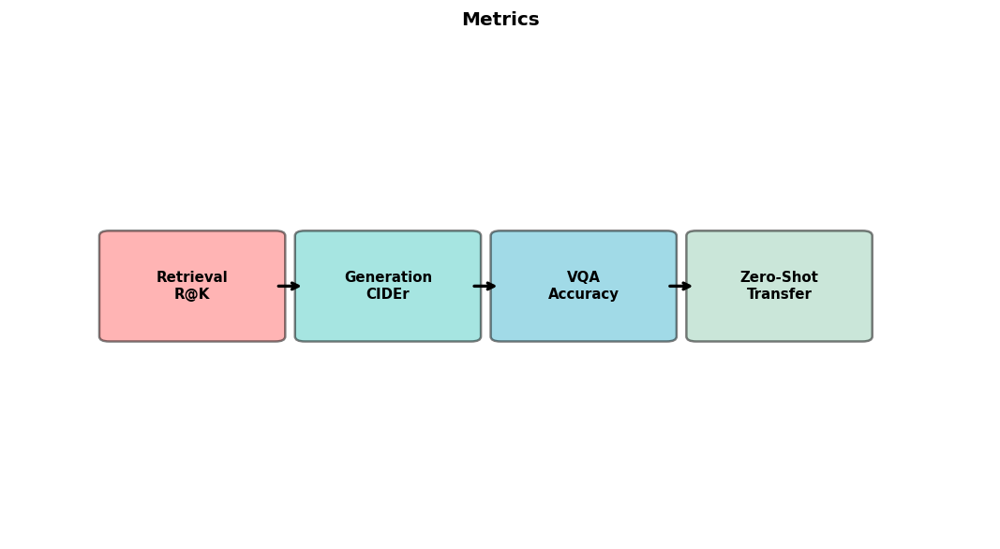 Metrics
Retrieval
R@K
Generation
CIDEr
VQA
Accuracy
Zero-Shot
Transfer